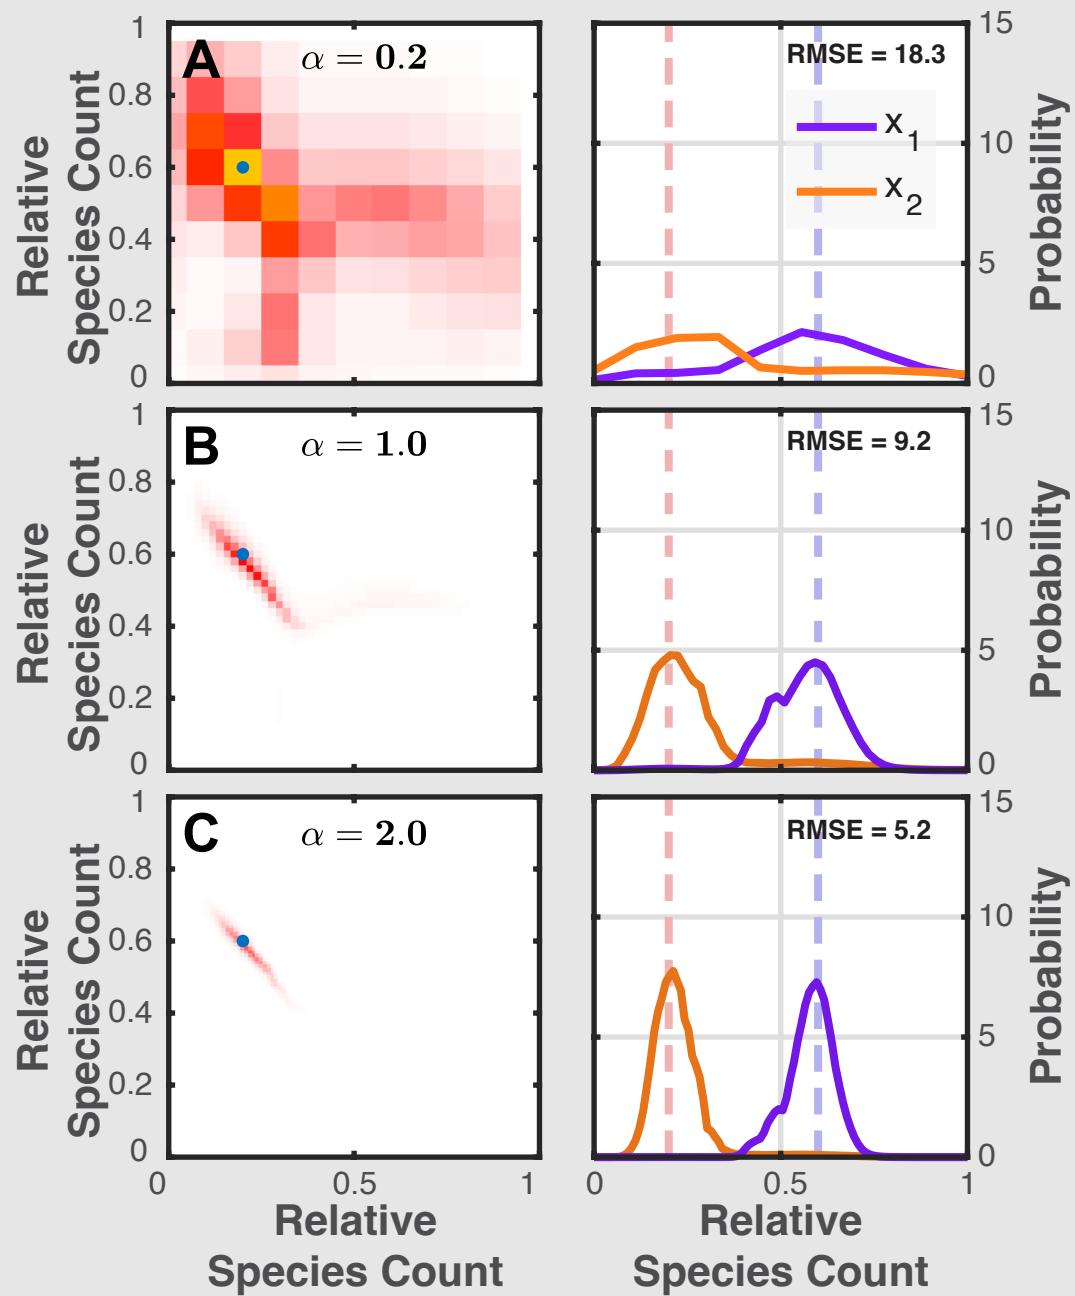 1
0.8
0.6
0.4
0.2
0
Relative
Species Count
A
α = 0.2
RMSE = 18.3
x1
x2
15
10
5
0
Probability
1
0.8
0.6
0.4
0.2
0
Relative
Species Count
B
α = 1.0
RMSE = 9.2
15
10
5
0
Probability
1
0.8
0.6
0.4
0.2
0
Relative
Species Count
C
α = 2.0
RMSE = 5.2
15
10
5
0
Probability
0 0.5 1
Relative
Species Count
0 0.5 1
Relative
Species Count